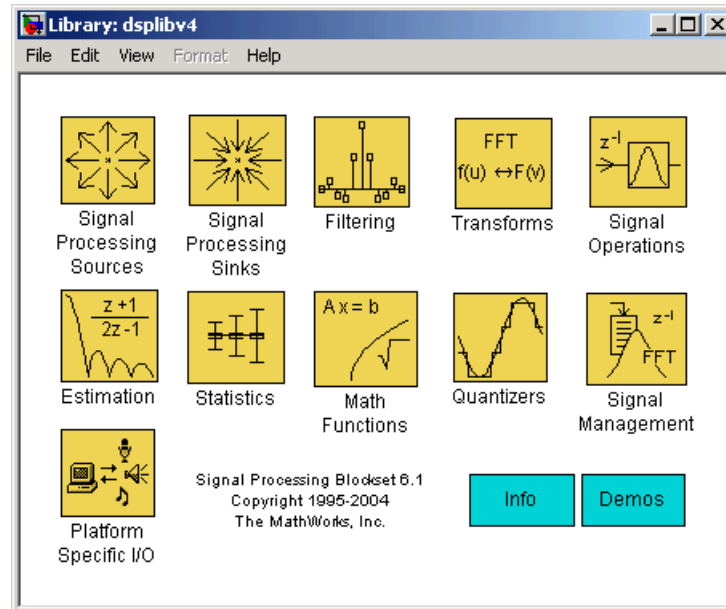 Library: dsplibv4
File Edit View Format Help
FFT
f(u) ↔F(v)
z-1
Signal
Processing
Sources
Signal
Processing
Sinks
Filtering
Transforms
Signal
Operations
z+1
2z-1
Ax=b
z-1
FFT
Estimation
Statistics
Math
Functions
Quantizers
Signal
Management
Platform
Specific I/O
Signal Processing Blockset 6.1
Copyright 1995-2004
The MathWorks, Inc.
Info
Demos